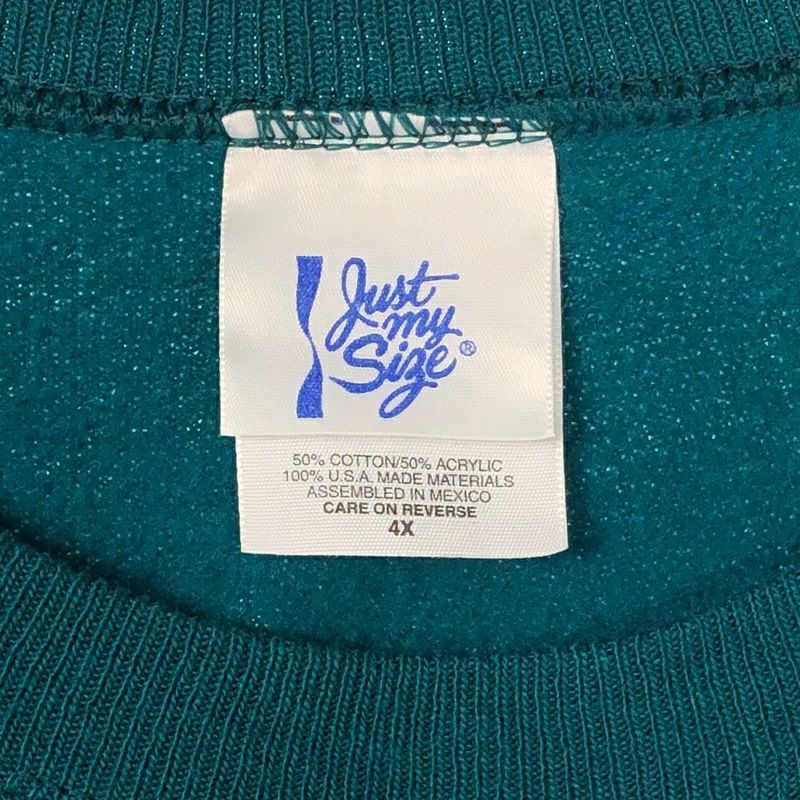 Just
my
Size®
50% COTTON/50% ACRYLIC
100% U.S.A. MADE MATERIALS
ASSEMBLED IN MEXICO
CARE ON REVERSE
4X